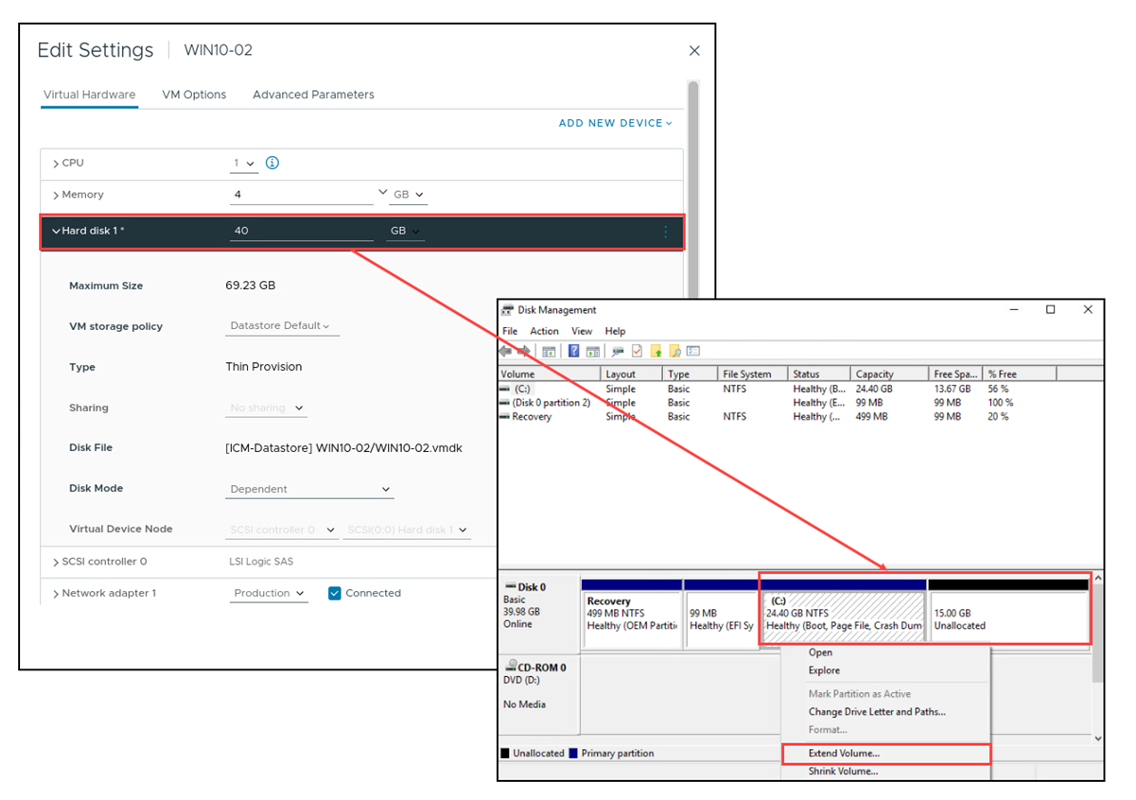 Edit Settings | WIN10-02
Virtual Hardware VM Options Advanced Parameters
ADD NEW DEVICE
CPU 1
Memory 4 GB
Hard disk 1 * 40 GB
Maximum Size 69.23 GB
VM storage policy Datastore Default
Type Thin Provision
Sharing No sharing
Disk File [ICM-Datastore] WIN10-02/WIN10-02.vmdk
Disk Mode Dependent
Virtual Device Node SCSI controller 0 SCSI(0:0) Hard disk 1
SCSI controller 0 LSI Logic SAS
Network adapter 1 Production Connected
Disk Management
File Action View Help
Volume Layout Type File System Status Capacity Free Spa... % Free
(C:) Simple Basic NTFS Healthy (B... 24.40 GB 13.67 GB 56 %
(Disk 0 partition 2) Simple Basic Healthy (E... 99 MB 99 MB 100 %
Recovery Simple Basic NTFS Healthy (... 499 MB 99 MB 20 %
Disk 0
Basic
39.98 GB
Online
Recovery
499 MB NTFS
Healthy (OEM Partiti
99 MB
Healthy (EFI Sy
(C:)
24.40 GB NTFS
Healthy (Boot, Page File, Crash Dum
15.00 GB
Unallocated
CD-ROM 0
DVD (D:)
No Media
Open
Explore
Mark Partition as Active
Change Drive Letter and Paths...
Format...
Extend Volume...
Shrink Volume...
Unallocated Primary partition